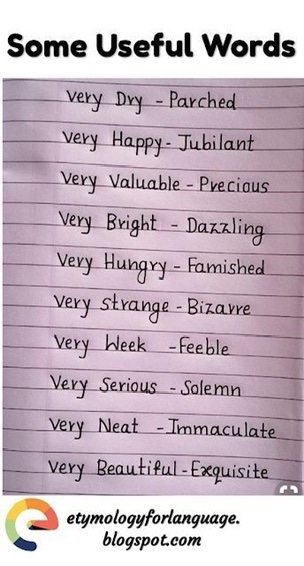 Some Useful Words
Very Dry - Parched
Very Happy - Jubilant
Very Valuable - Precious
Very Bright - Dazzling
Very Hungry - Famished
Very Strange - Bizarre
Very Week - Feeble
Very Serious - Solemn
Very Neat - Immaculate
Very Beautiful - Exquisite
etymologyforlanguage.
blogspot.com